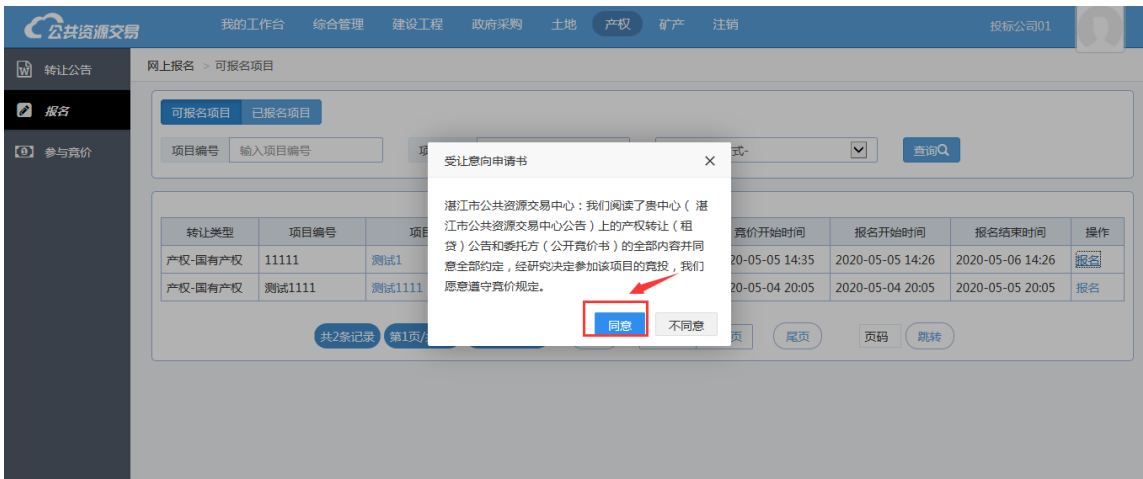 公共资源交易
我的工作台 综合管理 建设工程 政府采购 土地 产权 矿产 注销
投标公司01
转让公告
报名
参与竞价
网上报名 > 可报名项目
可报名项目 已报名项目
项目编号 输入项目编号
式-
查询
受让意向申请书
湛江市公共资源交易中心：我们阅读了贵中心（ 湛
江市公共资源交易中心公告）上的产权转让（租
贷）公告和委托方（公开竞价书）的全部内容并同
意全部约定，经研究决定参加该项目的竞投，我们
愿意遵守竞价规定。
同意 不同意
转让类型 项目编号 项目 竞价开始时间 报名开始时间 报名结束时间 操作
产权-国有产权 11111 测试1 20-05-05 14:35 2020-05-05 14:26 2020-05-06 14:26 报名
产权-国有产权 测试1111 测试1111 20-05-04 20:05 2020-05-04 20:05 2020-05-05 20:05 报名
共2条记录 第1页/ 页 尾页 页码 跳转